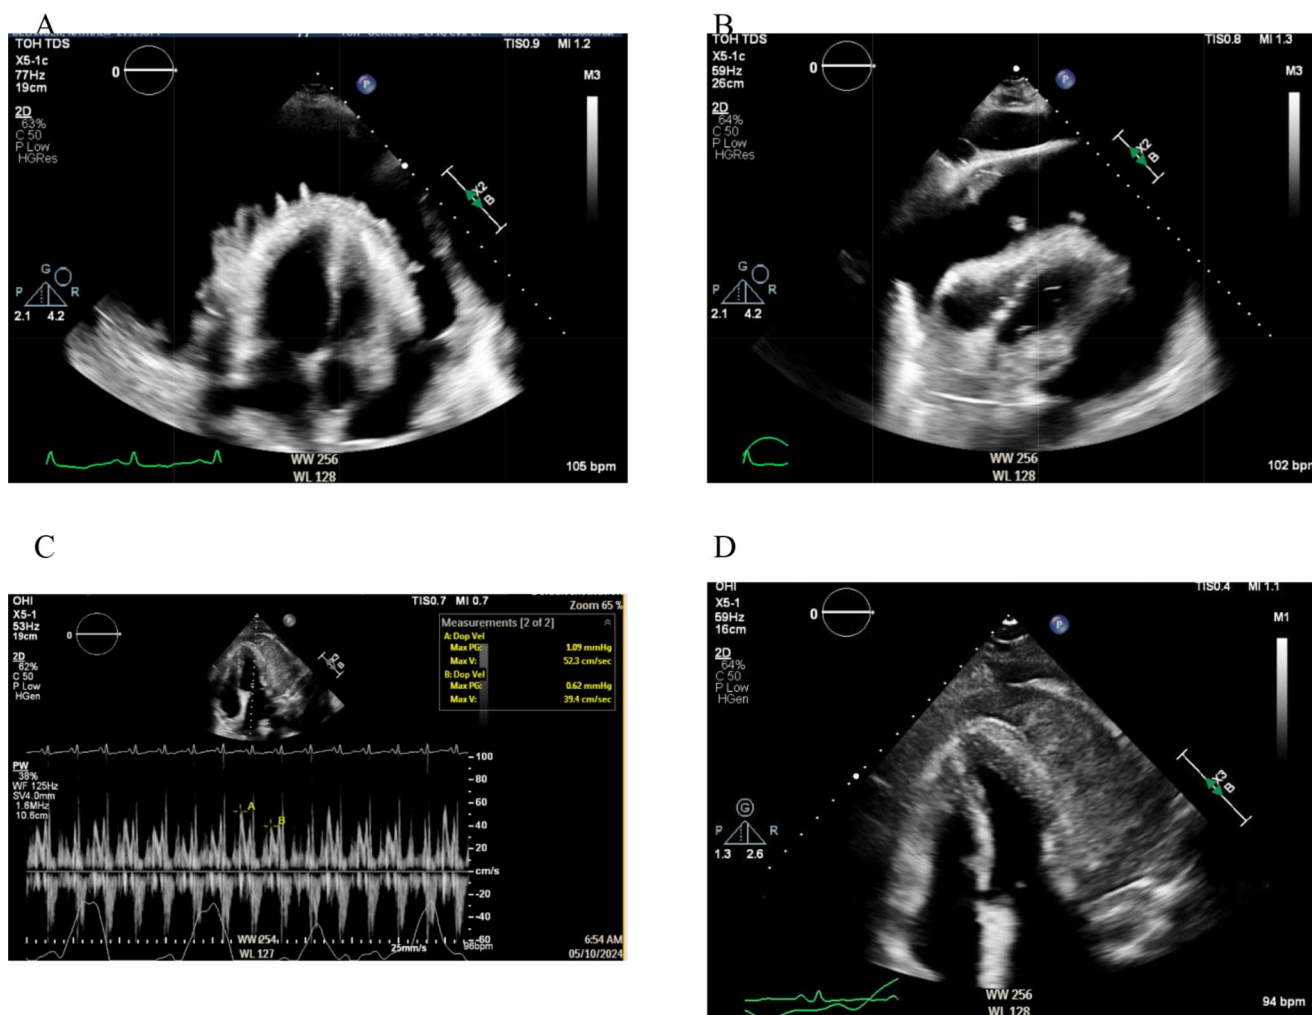 A
TOH TDS
X5-1c
77Hz
19cm
2D
63%
C 50
P Low
HGRes
TIS0.9 MI 1.2
M3
0
P
X2
B
G
P R
2.1 4.2
WW 256
WL 128
105 bpm
B
TOH TDS
X5-1c
59Hz
26cm
2D
64%
C 50
P Low
HGRes
TIS0.8 MI 1.3
M3
0
P
X2
B
G
P R
2.1 4.2
WW 256
WL 128
102 bpm
C
OHI
X5-1
53Hz
19cm
2D
62%
C 50
P Low
HGen
TIS0.7 MI 0.7
Zoom 65 %
Measurements [2 of 2]
A: Dop Vel
Max PG: 1.09 mmHg
Max V: 52.3 cm/sec
B: Dop Vel
Max PG: 0.62 mmHg
Max V: 39.4 cm/sec
0
P
PW
38%
WF 125Hz
SV4.0mm
1.6MHz
10.6cm
A
B
100
80
60
40
20
cm/s
-20
-40
-60
WW 254
WL 127
25mm/s
96bpm
6:54 AM
05/10/2024
D
OHI
X5-1
59Hz
16cm
2D
64%
C 50
P Low
HGen
TIS0.4 MI 1.1
M1
0
P
X3
B
G
P R
1.3 2.6
WW 256
WL 128
94 bpm